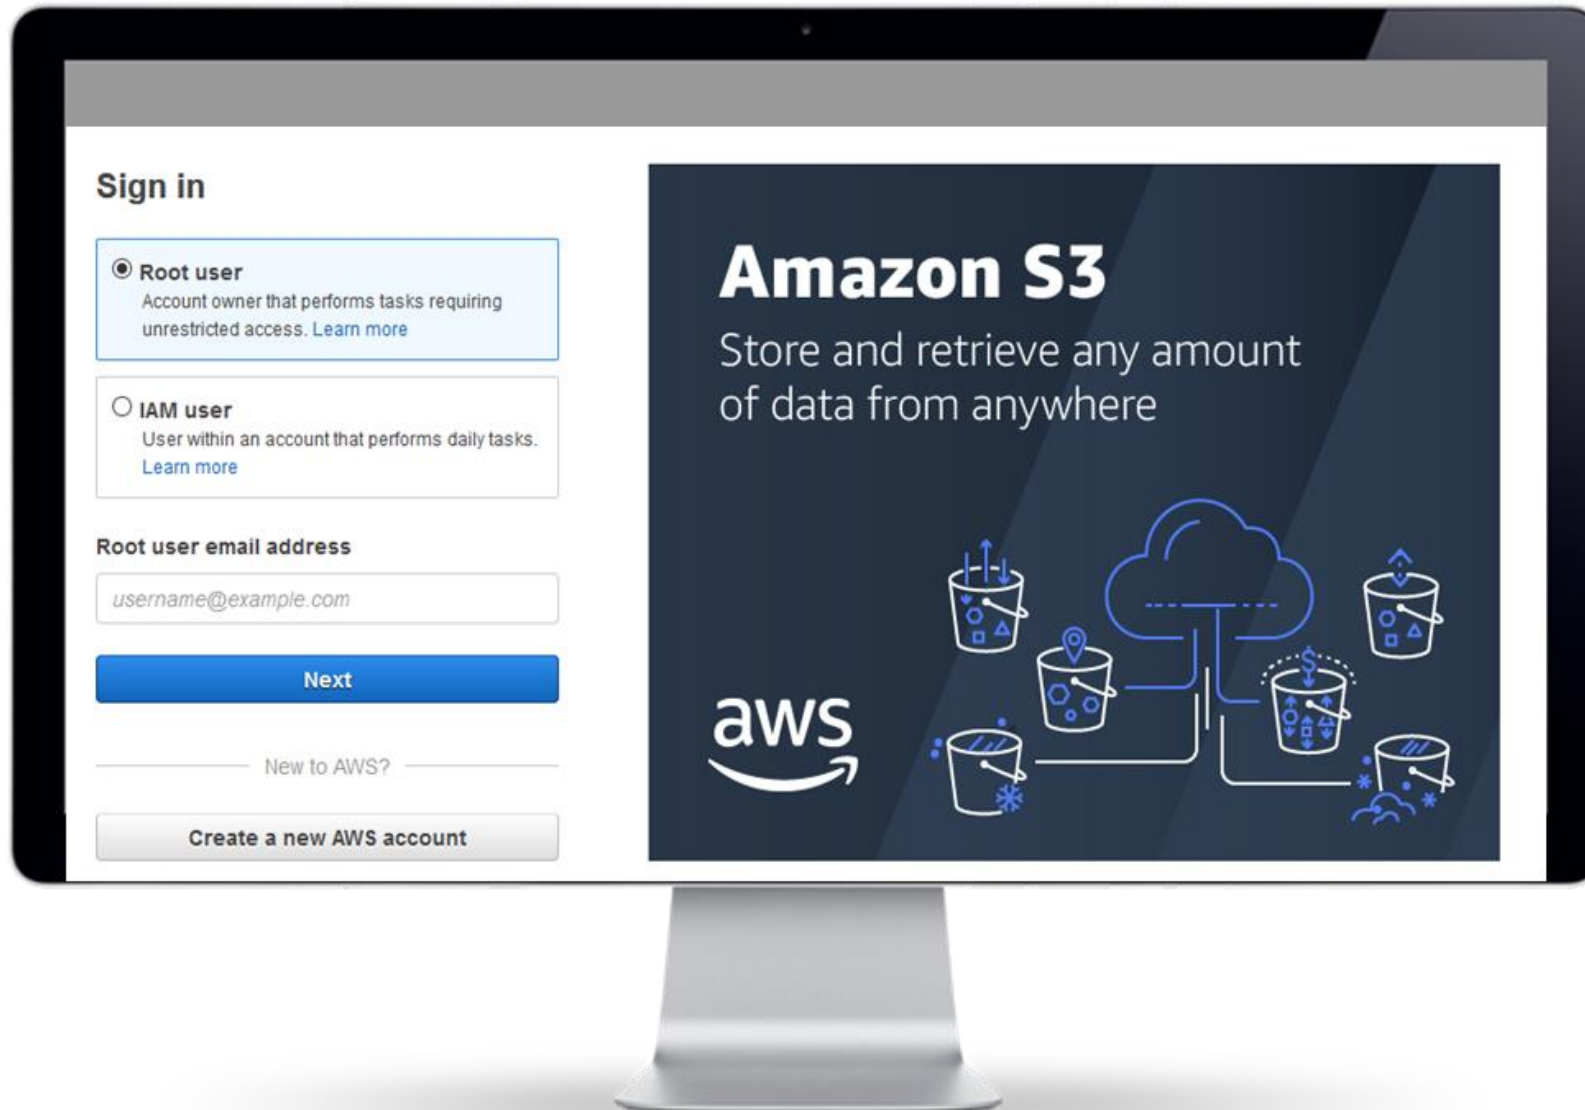 Sign in
Root user
Account owner that performs tasks requiring
unrestricted access. Learn more
IAM user
User within an account that performs daily tasks.
Learn more
Root user email address
username@example.com
Next
New to AWS?
Create a new AWS account
Amazon S3
Store and retrieve any amount
of data from anywhere
$
aws